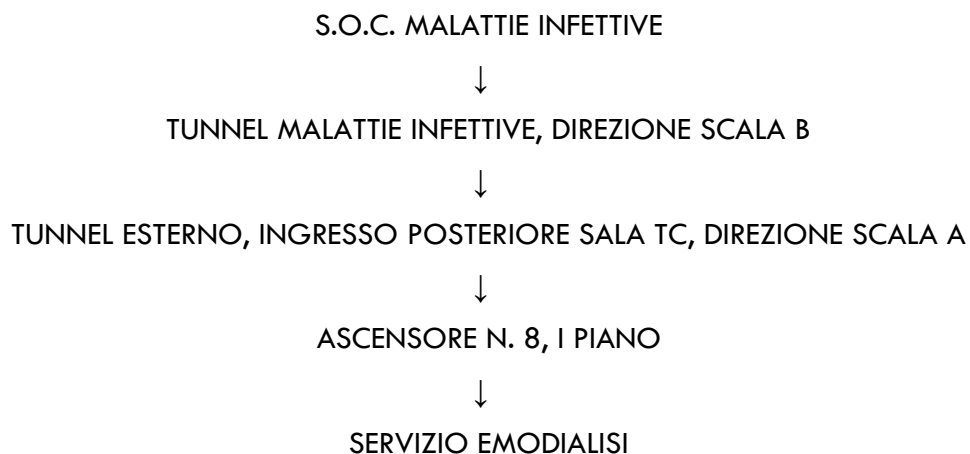 S.O.C. MALATTIE INFETTIVE
↓
TUNNEL MALATTIE INFETTIVE, DIREZIONE SCALA B
↓
TUNNEL ESTERNO, INGRESSO POSTERIORE SALA TC, DIREZIONE SCALA A
↓
ASCENSORE N. 8, I PIANO
↓
SERVIZIO EMODIALISI